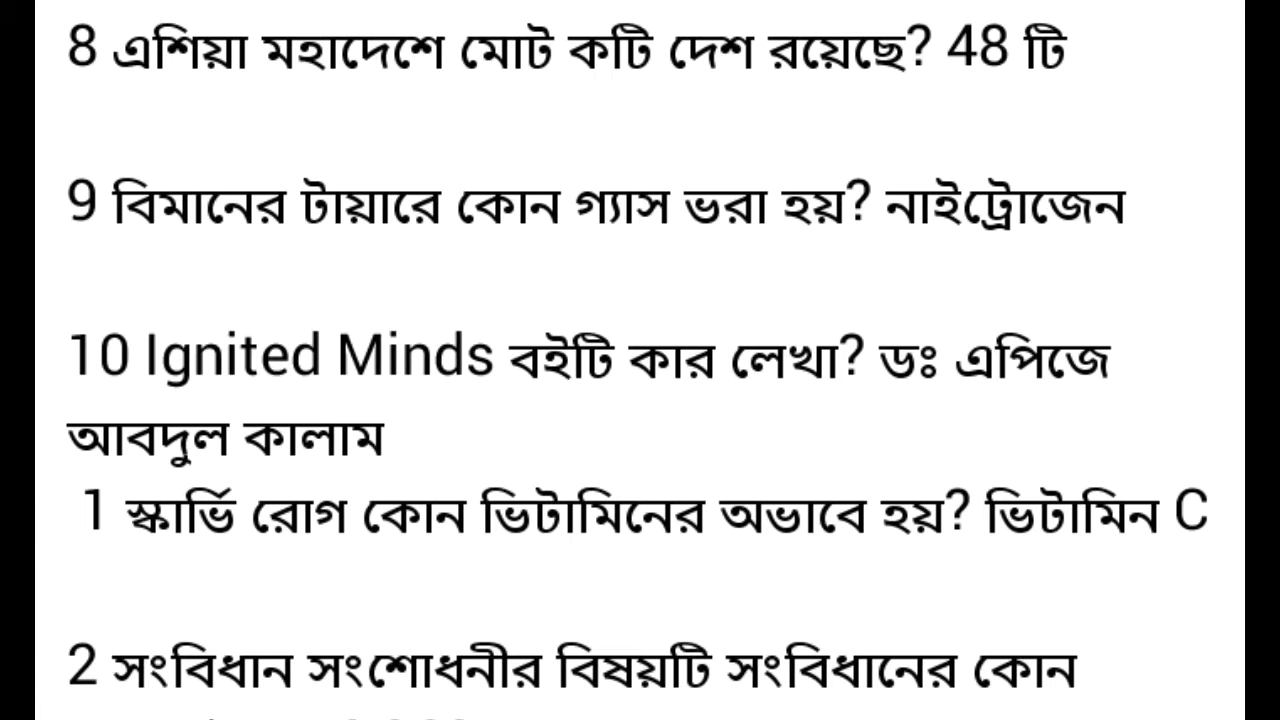 8 এশিয়া মহাদেশে মোট কটি দেশ রয়েছে? 48 টি
9 বিমানের টায়ারে কোন গ্যাস ভরা হয়? নাইট্রোজেন
10 Ignited Minds বইটি কার লেখা? ডঃ এপিজে
আবদুল কালাম
1 স্কার্ভি রোগ কোন ভিটামিনের অভাবে হয়? ভিটামিন C
2 সংবিধান সংশোধনীর বিষয়টি সংবিধানের কোন